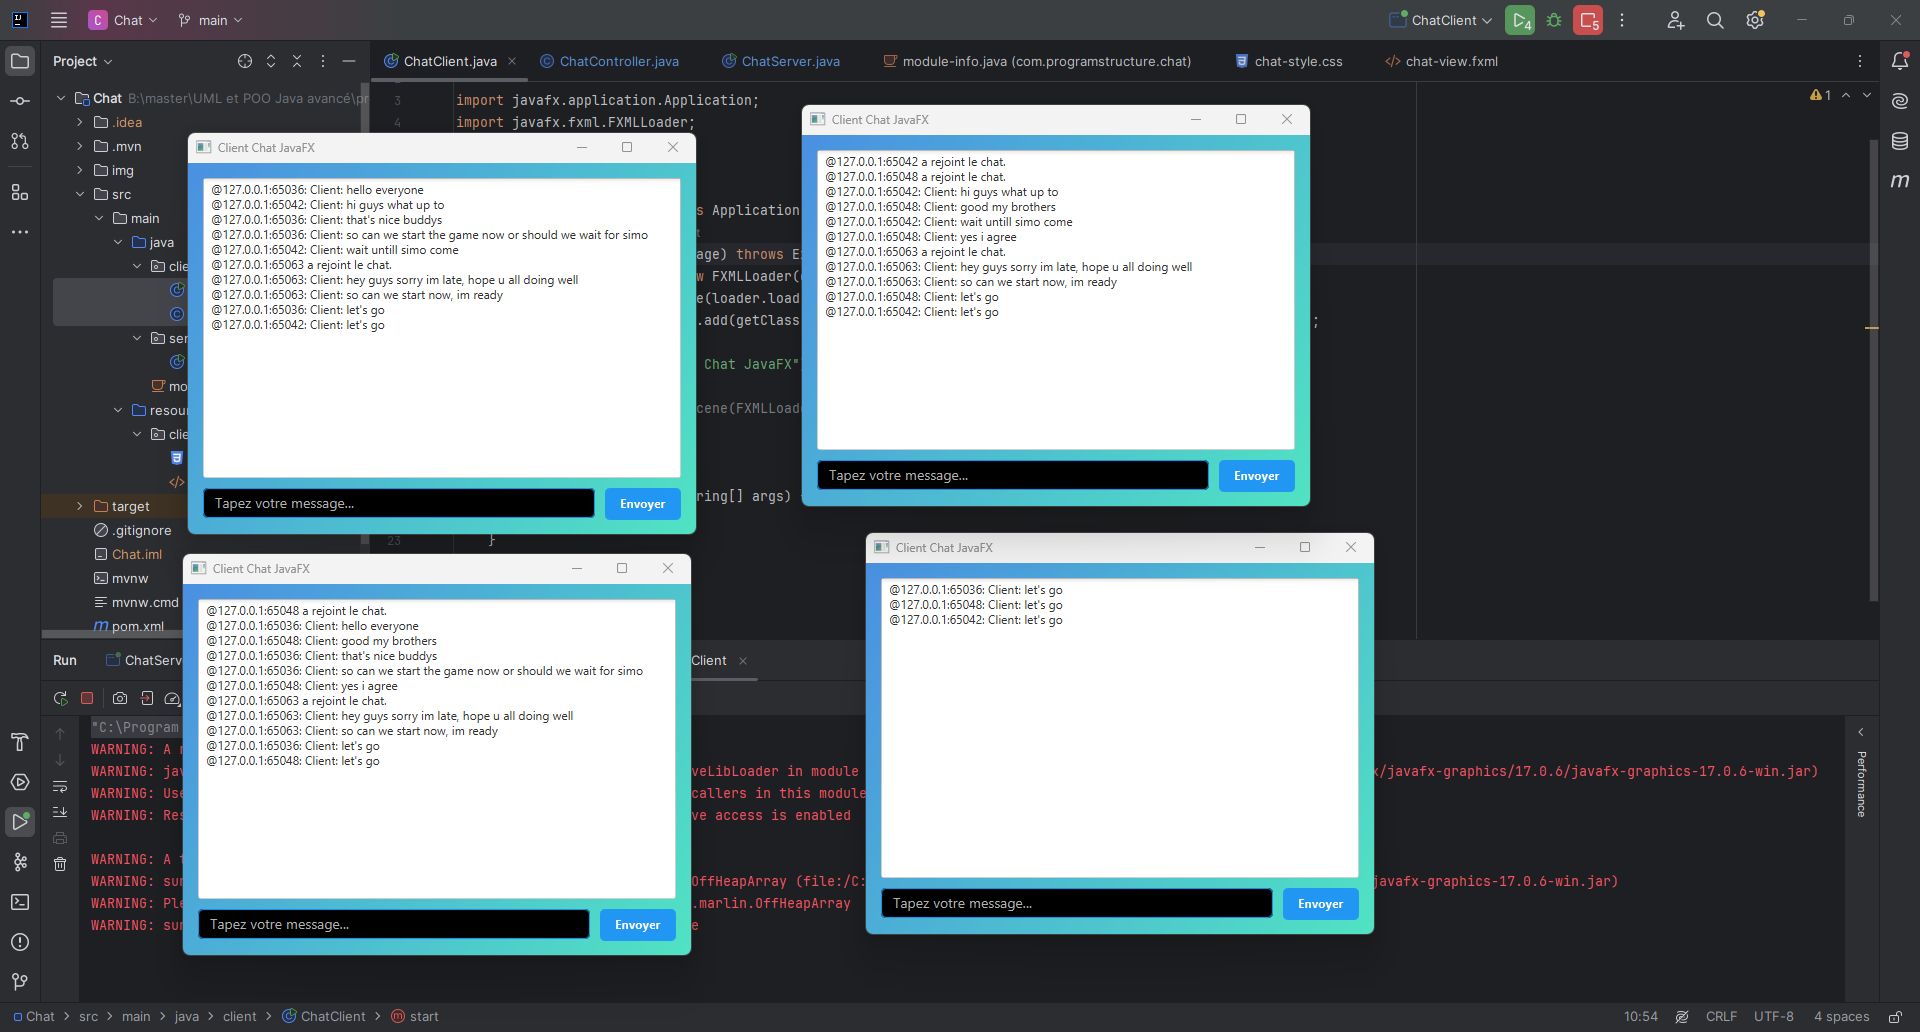 C Chat main ChatClient 4 5
Project
ChatClient.java ChatController.java ChatServer.java module-info.java (com.programstructure.chat) chat-style.css chat-view.fxml
Chat B:\master\UML et POO Java avancé\pr
.idea
.mvn
img
src
main
java
clie
ser
mo
resou
clie
target
.gitignore
Chat.iml
mvnw
mvnw.cmd
pom.xml
1
3 import javafx.application.Application;
4 import javafx.fxml.FXMLLoader;
s Application
t
age) throws E
w FXMLLoader(
e(loader.load
.add(getClass ;
Chat JavaFX"
cene(FXMLLoad
ring[] args)
23 }
Client Chat JavaFX
@127.0.0.1:65036: Client: hello everyone
@127.0.0.1:65042: Client: hi guys what up to
@127.0.0.1:65036: Client: that's nice buddys
@127.0.0.1:65036: Client: so can we start the game now or should we wait for simo
@127.0.0.1:65042: Client: wait untill simo come
@127.0.0.1:65063 a rejoint le chat.
@127.0.0.1:65063: Client: hey guys sorry im late, hope u all doing well
@127.0.0.1:65063: Client: so can we start now, im ready
@127.0.0.1:65036: Client: let's go
@127.0.0.1:65042: Client: let's go
Tapez votre message...
Envoyer
Client Chat JavaFX
@127.0.0.1:65042 a rejoint le chat.
@127.0.0.1:65048 a rejoint le chat.
@127.0.0.1:65042: Client: hi guys what up to
@127.0.0.1:65048: Client: good my brothers
@127.0.0.1:65042: Client: wait untill simo come
@127.0.0.1:65048: Client: yes i agree
@127.0.0.1:65063 a rejoint le chat.
@127.0.0.1:65063: Client: hey guys sorry im late, hope u all doing well
@127.0.0.1:65063: Client: so can we start now, im ready
@127.0.0.1:65048: Client: let's go
@127.0.0.1:65042: Client: let's go
Tapez votre message...
Envoyer
Client Chat JavaFX
@127.0.0.1:65048 a rejoint le chat.
@127.0.0.1:65036: Client: hello everyone
@127.0.0.1:65048: Client: good my brothers
@127.0.0.1:65036: Client: that's nice buddys
@127.0.0.1:65036: Client: so can we start the game now or should we wait for simo
@127.0.0.1:65048: Client: yes i agree
@127.0.0.1:65063 a rejoint le chat.
@127.0.0.1:65063: Client: hey guys sorry im late, hope u all doing well
@127.0.0.1:65063: Client: so can we start now, im ready
@127.0.0.1:65036: Client: let's go
@127.0.0.1:65048: Client: let's go
Tapez votre message...
Envoyer
Client Chat JavaFX
@127.0.0.1:65036: Client: let's go
@127.0.0.1:65048: Client: let's go
@127.0.0.1:65042: Client: let's go
Tapez votre message...
Envoyer
Run ChatServ Client
"C:\Program
WARNING: A
WARNING: jav veLibLoader in module x/javafx-graphics/17.0.6/javafx-graphics-17.0.6-win.jar)
WARNING: Use callers in this module
WARNING: Res ve access is enabled
WARNING: A
WARNING: sun OffHeapArray (file:/C: javafx-graphics-17.0.6-win.jar)
WARNING: Ple .marlin.OffHeapArray
WARNING: sun e
Performance
Chat > src > main > java > client > ChatClient > start
10:54 CRLF UTF-8 4 spaces